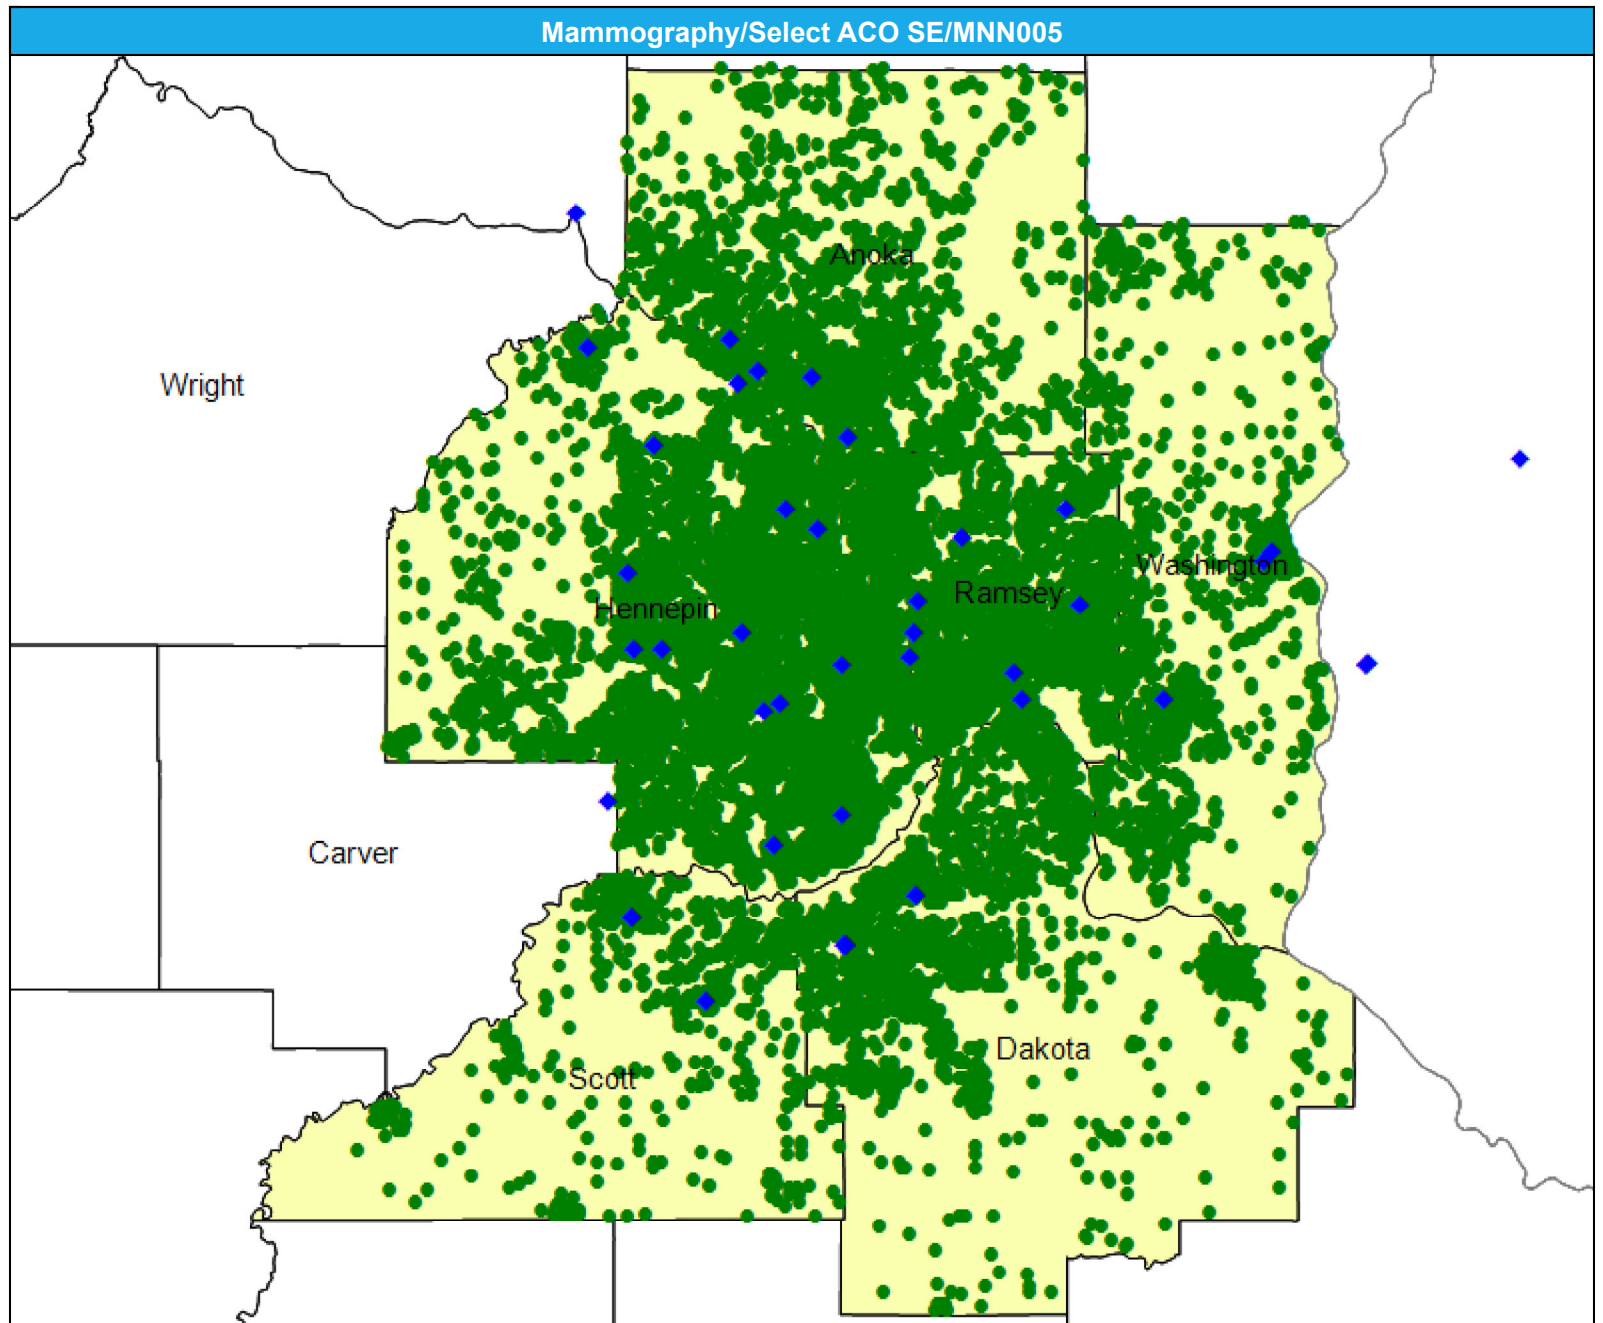 Mammography/Select ACO SE/MNN005
Anoka
Wright
Washington
Ramsey
Hennepin
Carver
Dakota
Scott